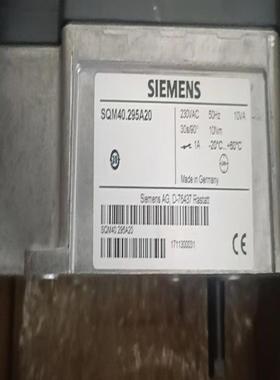 SIEMENS
SQM40.295A20 230VAC 50Hz 10VA
30s/90° 10Nm
1A -20°C...+60°C
Made in Germany
Siemens AG, D-76437 Rastatt
SQM40.295A20
1711300031
CE